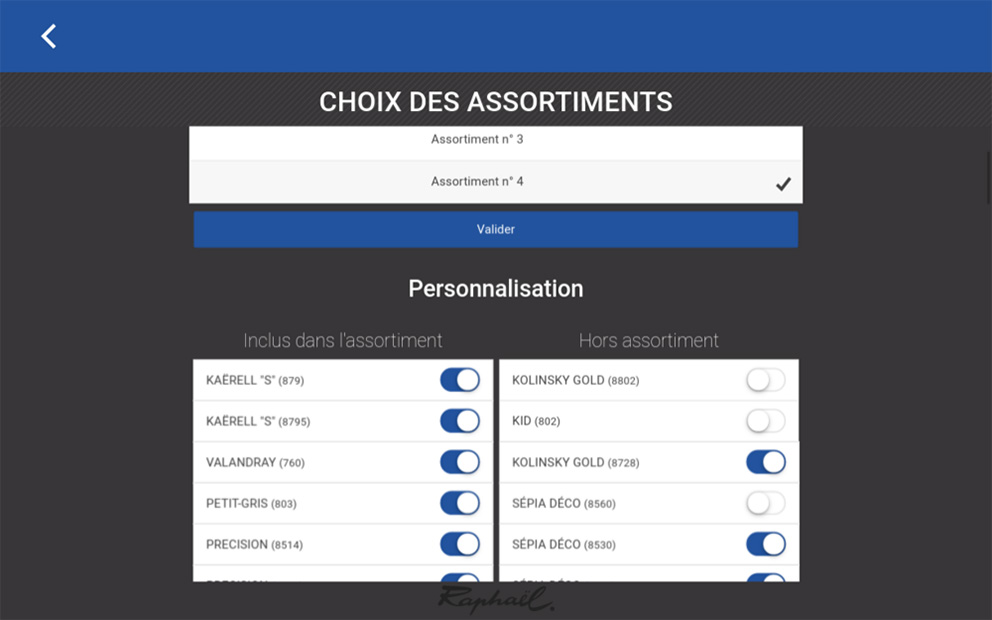 CHOIX DES ASSORTIMENTS
Assortiment n° 3
Assortiment n° 4
Valider
Personnalisation
Inclus dans l'assortiment
Hors assortiment
KAËRELL "S" (879)
KOLINSKY GOLD (8802)
KAËRELL "S" (8795)
KID (802)
VALANDRAY (760)
KOLINSKY GOLD (8728)
PETIT-GRIS (803)
SÉPIA DÉCO (8560)
PRECISION (8514)
SÉPIA DÉCO (8530)
Raphaël.